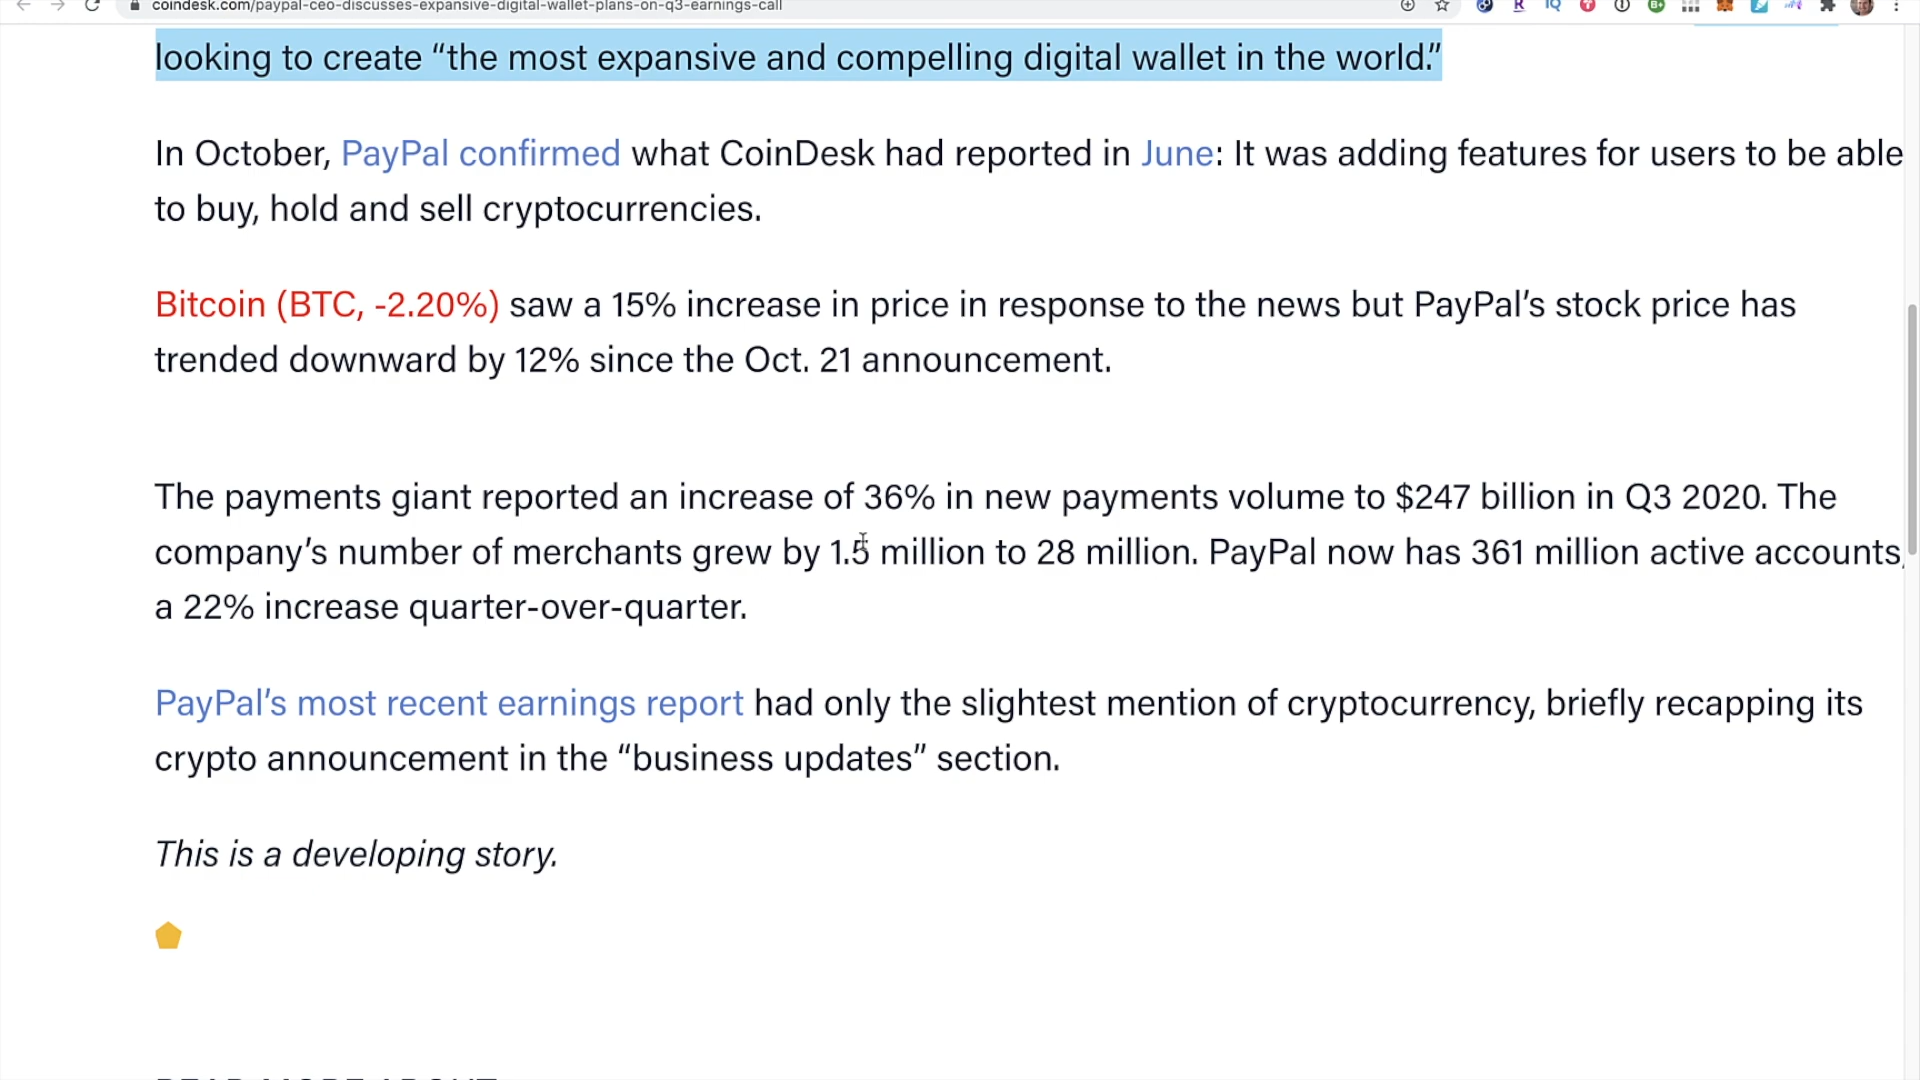 coindesk.com/paypal-ceo-discusses-expansive-digital-wallet-plans-on-q3-earnings-call
looking to create “the most expansive and compelling digital wallet in the world.”
In October, PayPal confirmed what CoinDesk had reported in June: It was adding features for users to be able
to buy, hold and sell cryptocurrencies.
Bitcoin (BTC, -2.20%) saw a 15% increase in price in response to the news but PayPal’s stock price has
trended downward by 12% since the Oct. 21 announcement.
The payments giant reported an increase of 36% in new payments volume to $247 billion in Q3 2020. The
company’s number of merchants grew by 1.5 million to 28 million. PayPal now has 361 million active accounts,
a 22% increase quarter-over-quarter.
PayPal’s most recent earnings report had only the slightest mention of cryptocurrency, briefly recapping its
crypto announcement in the “business updates” section.
This is a developing story.
READ MORE ABOUT